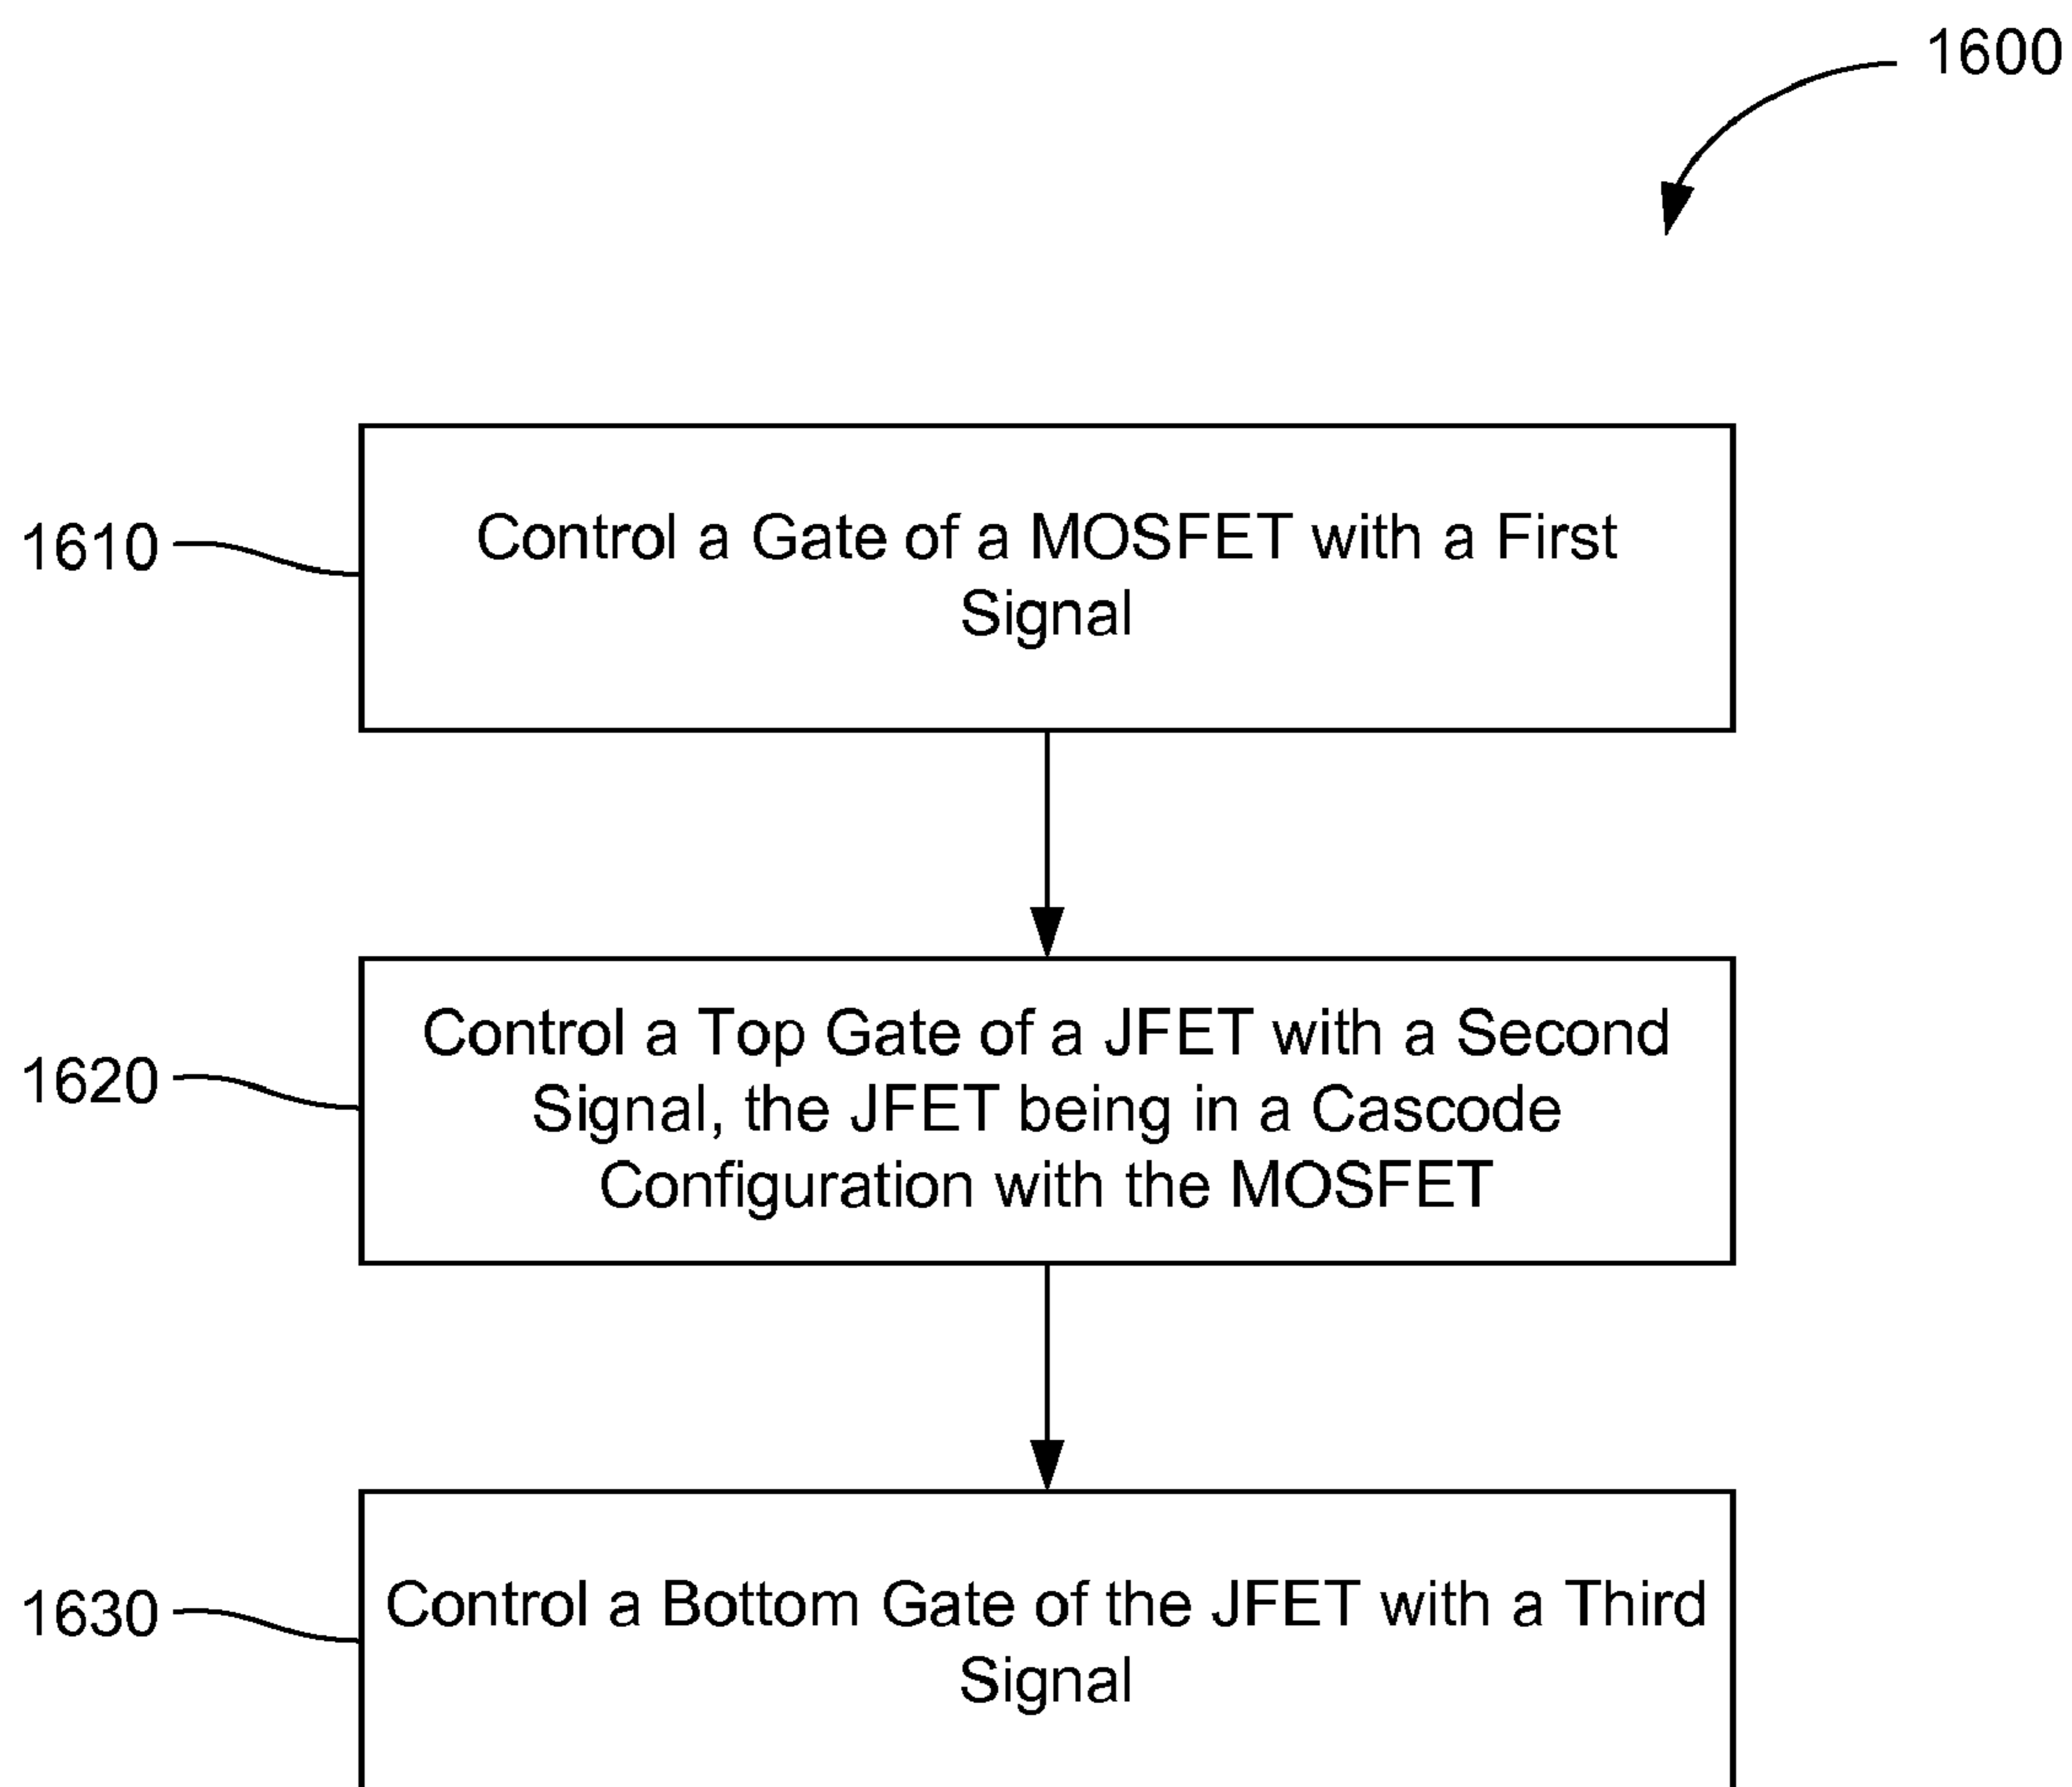 1600
1610
Control a Gate of a MOSFET with a First
Signal
1620
Control a Top Gate of a JFET with a Second
Signal, the JFET being in a Cascode
Configuration with the MOSFET
1630
Control a Bottom Gate of the JFET with a Third
Signal